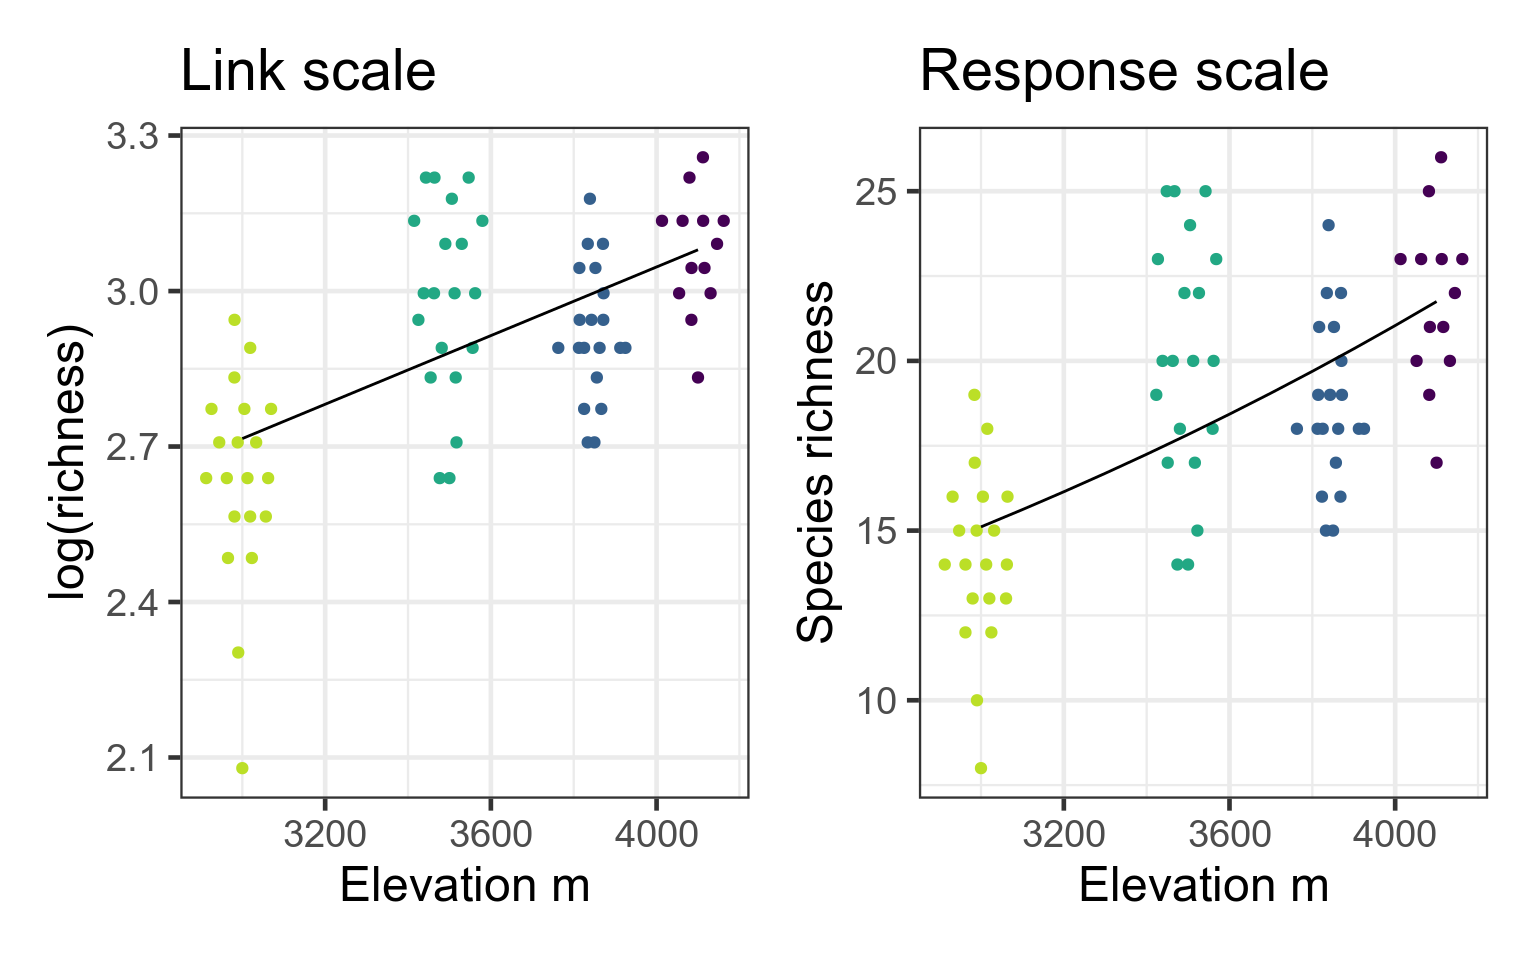 Link scale
3.3
3.0
2.7
2.4
2.1
log(richness)
3200 3600 4000
Elevation m
Response scale
25
20
15
10
Species richness
3200 3600 4000
Elevation m